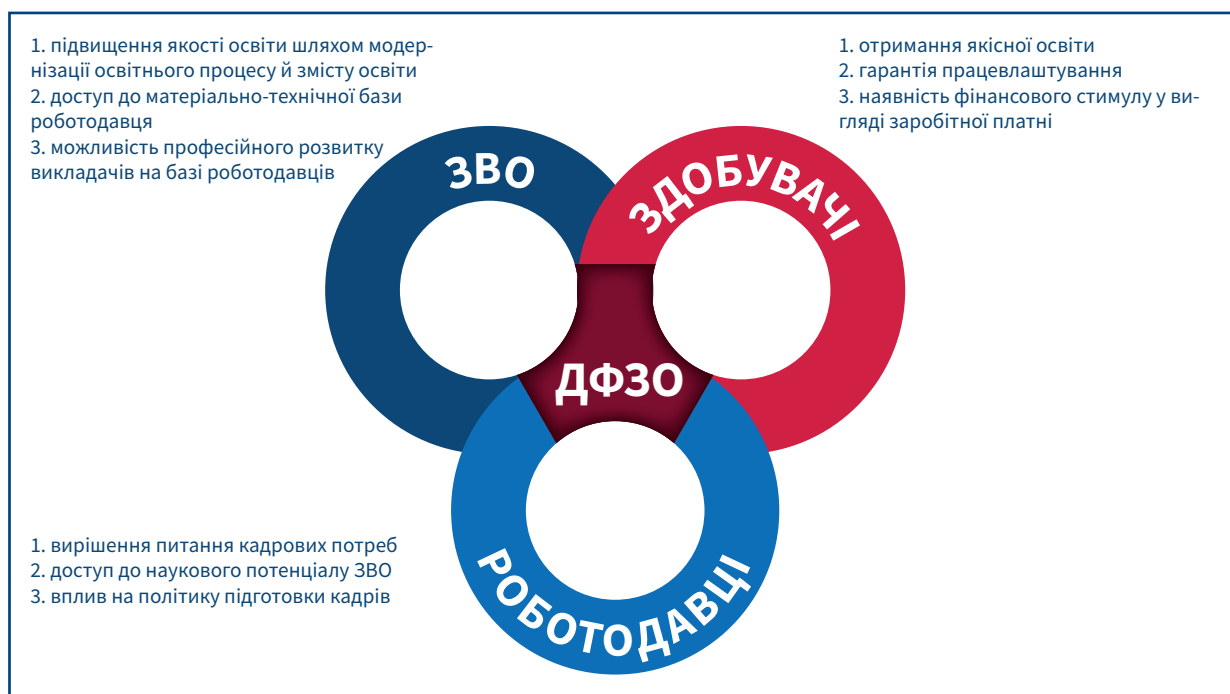 1. підвищення якості освіти шляхом модер-
нізації освітнього процесу й змісту освіти
2. доступ до матеріально-технічної бази
роботодавця
3. можливість професійного розвитку
викладачів на базі роботодавців
1. отримання якісної освіти
2. гарантія працевлаштування
3. наявність фінансового стимулу у ви-
гляді заробітної платні
ЗВО
ЗДОБУВАЧІ
ДФЗО
1. вирішення питання кадрових потреб
2. доступ до наукового потенціалу ЗВО
3. вплив на політику підготовки кадрів
РОБОТОДАВЦІ